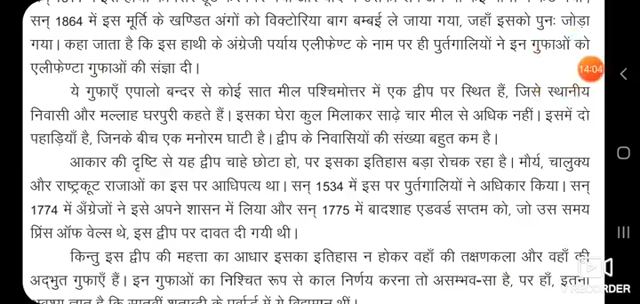 सन् 1864 में इस मूर्ति के खण्डित अंगों को विक्टोरिया बाग बम्बई ले जाया गया, जहाँ इसको पुनः जोड़ा
गया। कहा जाता है कि इस हाथी के अंग्रेजी पर्याय एलीफेण्ट के नाम पर ही पुर्तगालियों ने इन गुफाओं को
एलीफेण्टा गुफाओं की संज्ञा दी।
14:04
ये गुफाएँ एपालो बन्दर से कोई सात मील पश्चिमोत्तर में एक द्वीप पर स्थित हैं, जिसे स्थानीय
निवासी और मल्लाह घरपुरी कहते हैं। इसका घेरा कुल मिलाकर साढ़े चार मील से अधिक नहीं। इसमें दो
पहाड़ियाँ है, जिनके बीच एक मनोरम घाटी है। द्वीप के निवासियों की संख्या बहुत कम है।
आकार की दृष्टि से यह द्वीप चाहे छोटा हो, पर इसका इतिहास बड़ा रोचक रहा है। मौर्य, चालुक्य
और राष्ट्रकूट राजाओं का इस पर आधिपत्य था। सन् 1534 में इस पर पुर्तगालियों ने अधिकार किया। सन्
1774 में अँग्रेजों ने इसे अपने शासन में लिया और सन् 1775 में बादशाह एडवर्ड सप्तम को, जो उस समय
प्रिंस ऑफ वेल्स थे, इस द्वीप पर दावत दी गयी थी।
किन्तु इस द्वीप की महत्ता का आधार इसका इतिहास न होकर वहाँ की तक्षणकला और वहाँ की
अद्भुत गुफाएँ हैं। इन गुफाओं का निश्चित रूप से काल निर्णय करना तो असम्भव-सा है, पर हाँ, इतना
RECORDER